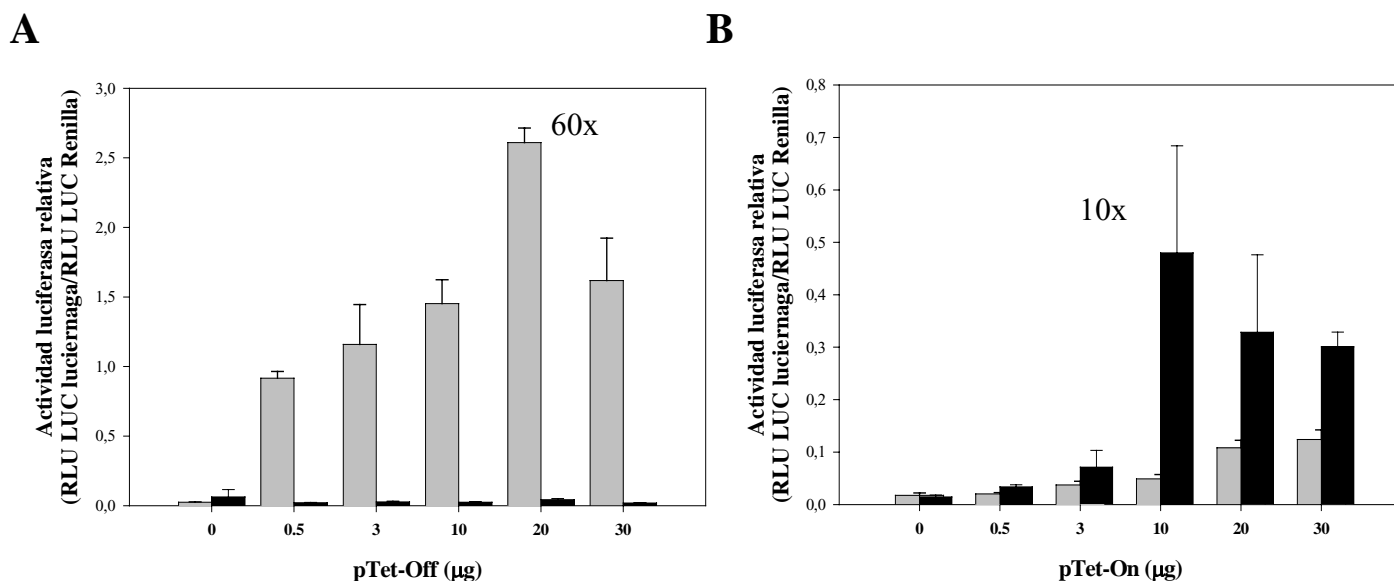 A
Actividad luciferasa relativa
(RLU LUC luciernaga/RLU LUC Renilla)
3,0
2,5
2,0
1,5
1,0
0,5
0,0
60x
0 0.5 3 10 20 30
pTet-Off (µg)
B
Actividad luciferasa relativa
(RLU LUC luciernaga/RLU LUC Renilla)
0,8
0,7
0,6
0,5
0,4
0,3
0,2
0,1
0,0
10x
0 0.5 3 10 20 30
pTet-On (µg)